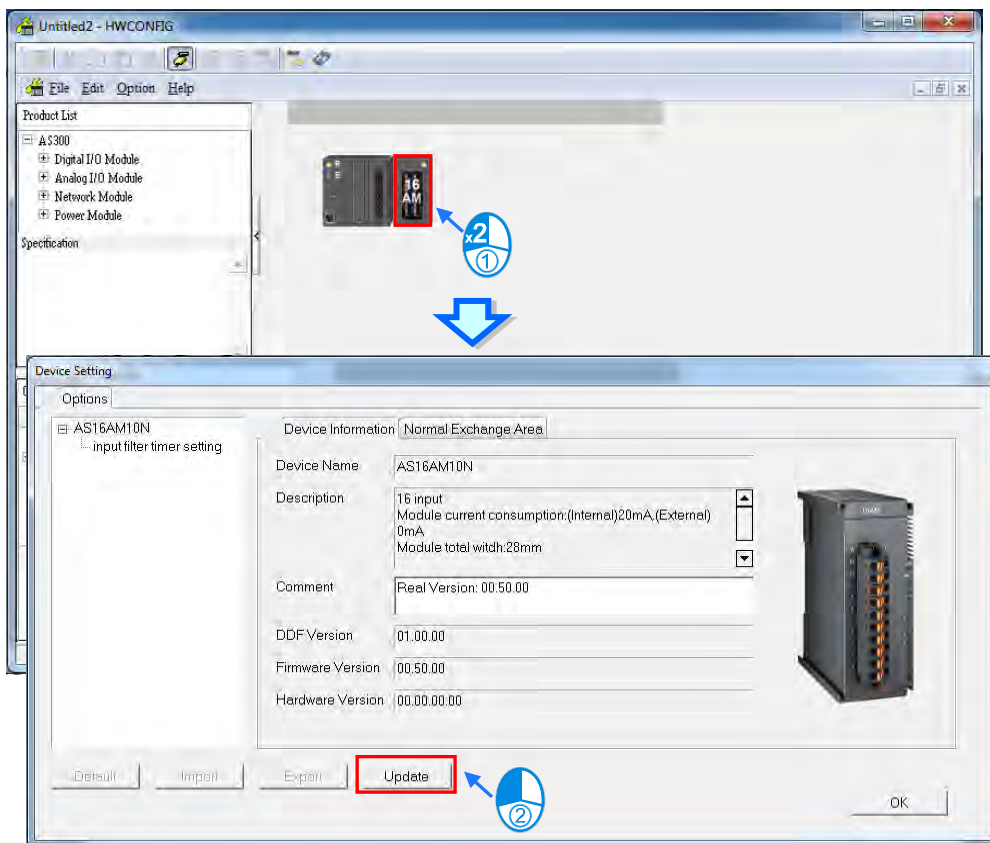 Untitled2 - HWCONFIG
File Edit Option Help
Product List
AS300
Digital I/O Module
Analog I/O Module
Network Module
Power Module
Specification
16
AM
x2
1
Device Setting
Options
AS16AM10N
input filter timer setting
Device Information
Normal Exchange Area
Device Name
AS16AM10N
Description
16 input
Module current consumption:(Internal)20mA,(External)
0mA
Module total witdh:28mm
Comment
Real Version: 00.50.00
DDF Version
01.00.00
Firmware Version
00.50.00
Hardware Version
00.00.00.00
Default
Import
Export
Update
2
OK